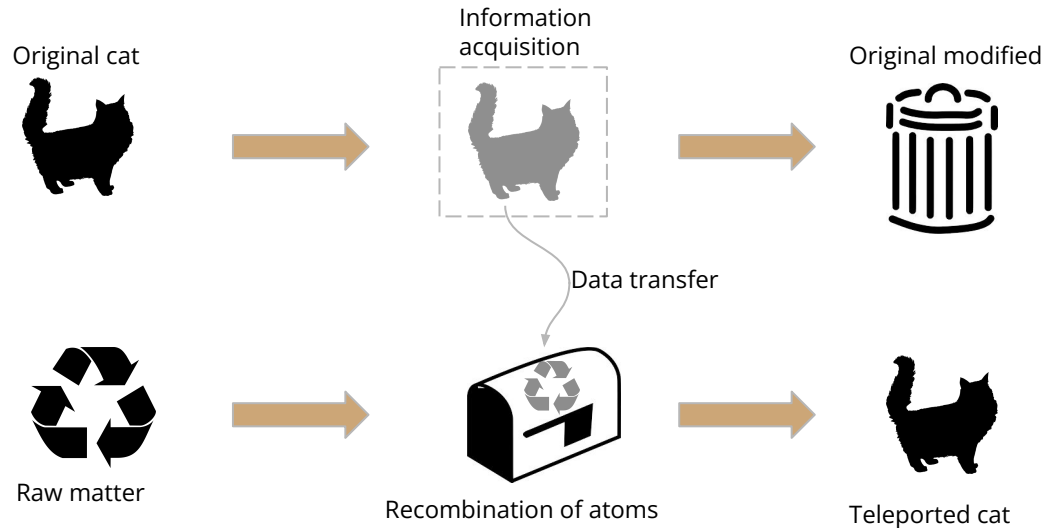 Original cat
Information
acquisition
Original modified
Data transfer
Raw matter
Recombination of atoms
Teleported cat